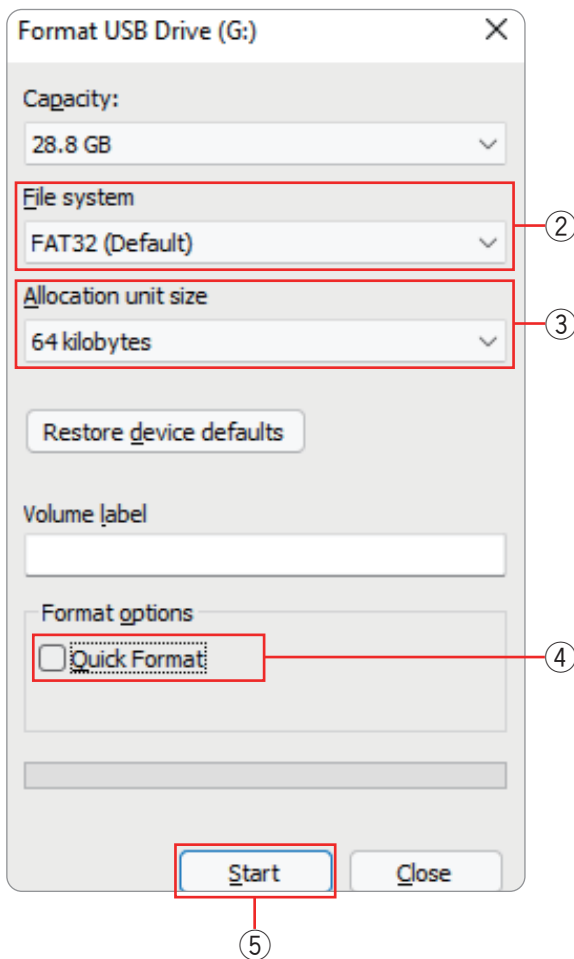 Format USB Drive (G:)
Capacity:
28.8 GB
File system
FAT32 (Default)
②
Allocation unit size
64 kilobytes
③
Restore device defaults
Volume label
Format options
Quick Format
④
Start
Close
⑤